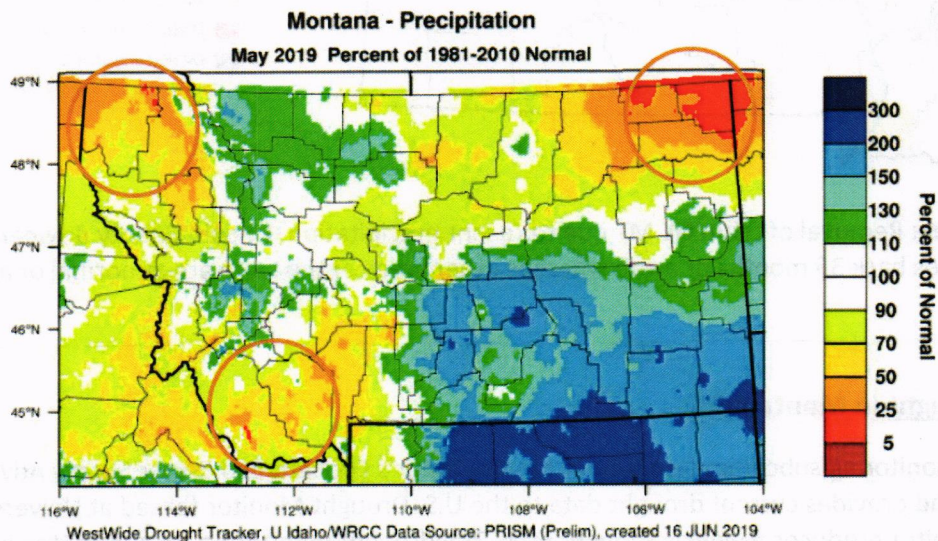 Montana - Precipitation
May 2019 Percent of 1981-2010 Normal
49°N
48°N
47°N
46°N
45°N
116°W
114°W
112°W
110°W
108°W
106°W
104°W
300
200
150
130
110
100
90
70
50
25
5
Percent of Normal
WestWide Drought Tracker, U Idaho/WRCC Data Source: PRISM (Prelim), created 16 JUN 2019